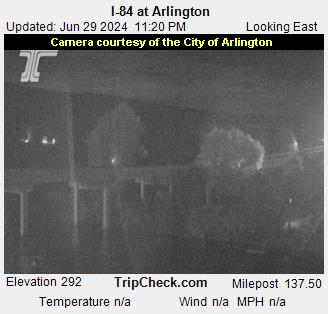 I-84 at Arlington
Updated: Jun 29 2024 11:20 PM Looking East
Camera courtesy of the City of Arlington
Elevation 292 TripCheck.com Milepost 137.50
Temperature n/a Wind n/a MPH n/a